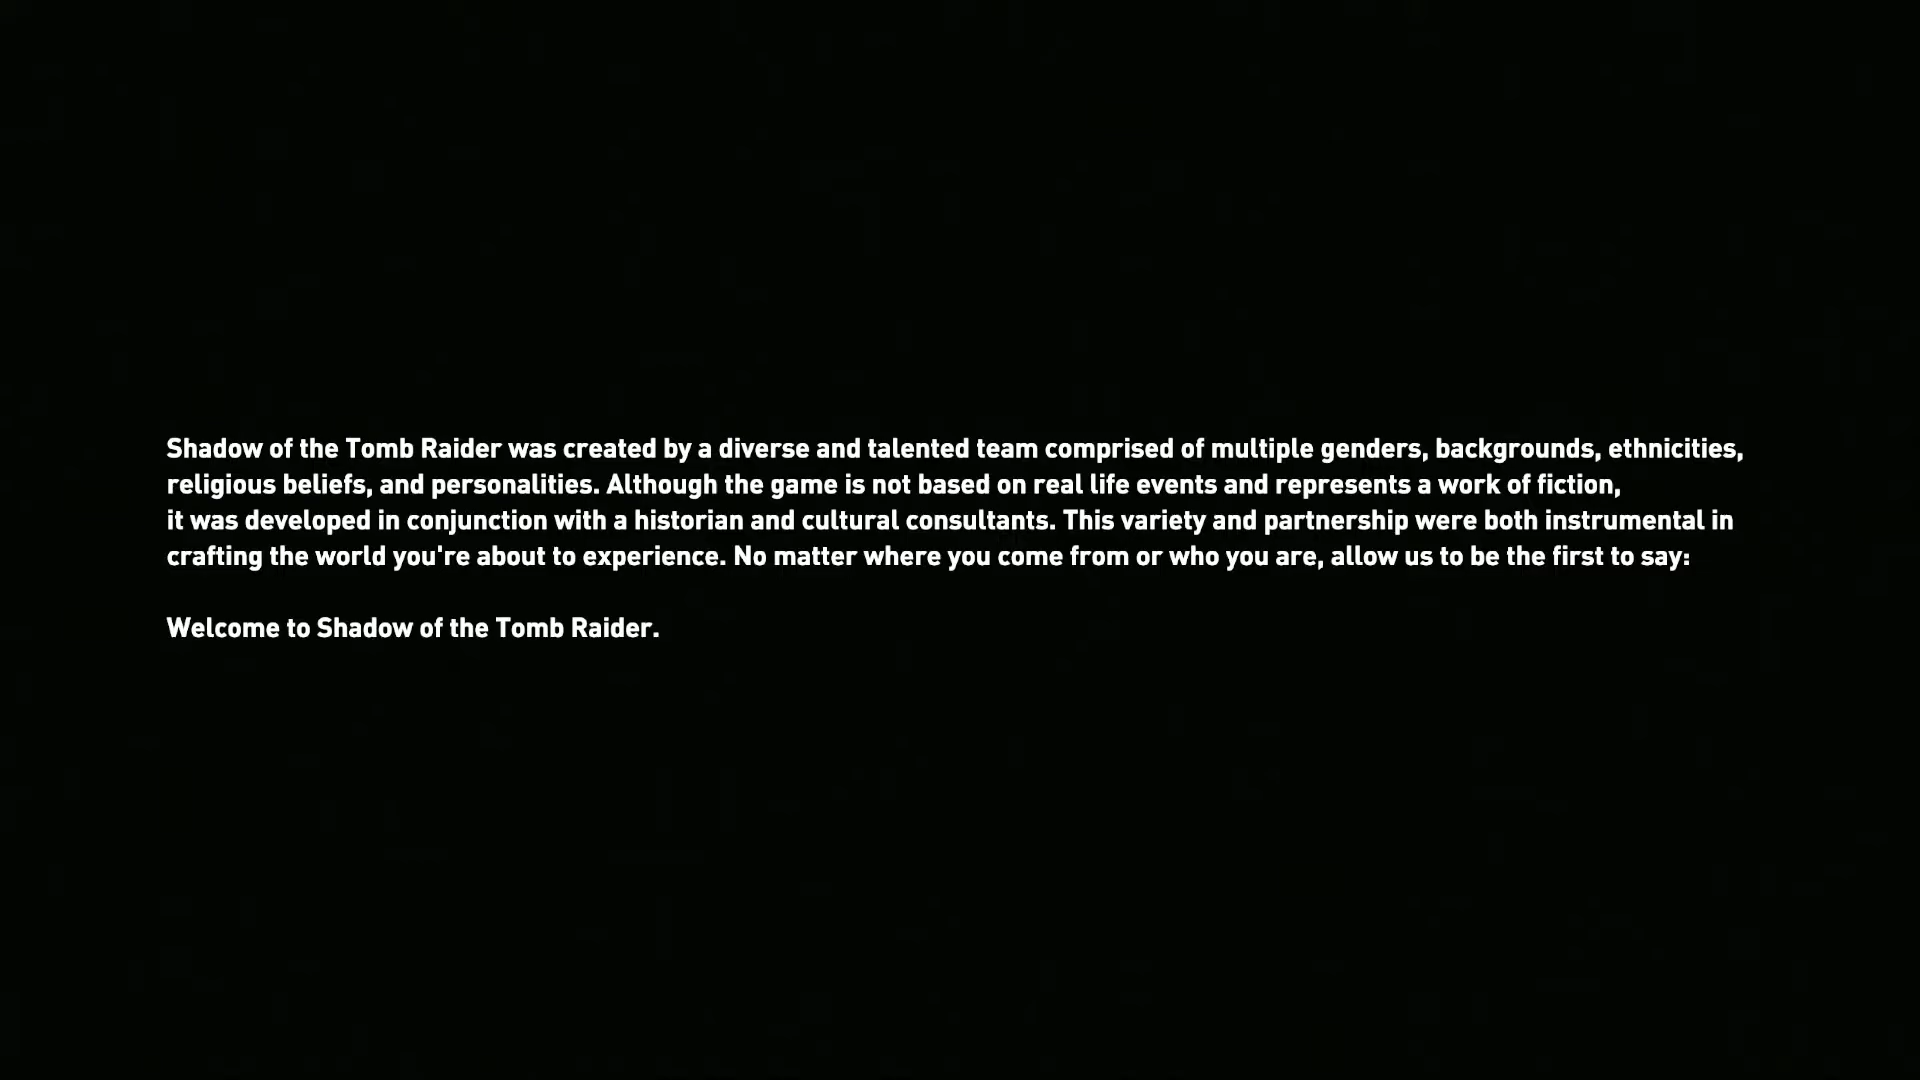 Shadow of the Tomb Raider was created by a diverse and talented team comprised of multiple genders, backgrounds, ethnicities,
religious beliefs, and personalities. Although the game is not based on real life events and represents a work of fiction,
it was developed in conjunction with a historian and cultural consultants. This variety and partnership were both instrumental in
crafting the world you're about to experience. No matter where you come from or who you are, allow us to be the first to say:
Welcome to Shadow of the Tomb Raider.